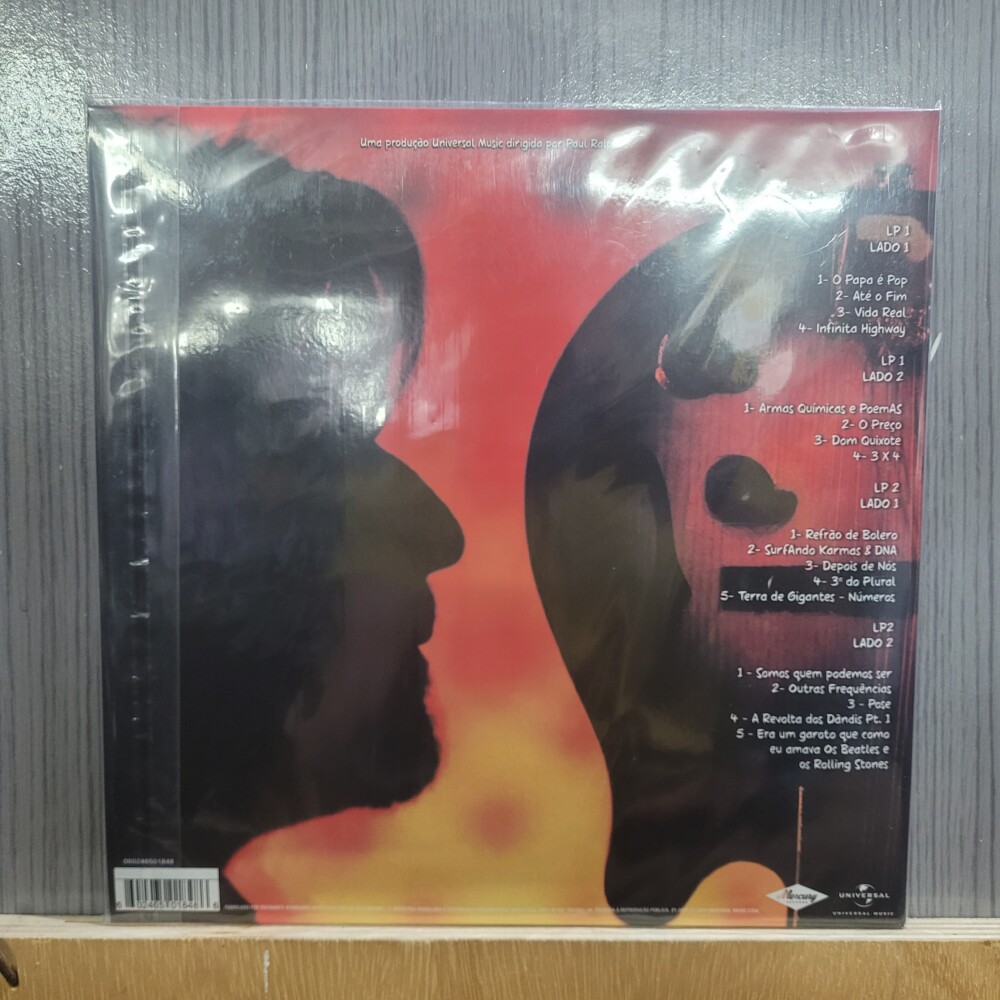 Uma produção Universal Music dirigida por Paul
LP 1
LADO 1
1- O Papa é Pop
2- Até o Fim
3- Vida Real
4- Infinita Highway
LP 1
LADO 2
1- Armas Químicas e PoemAS
2- O Preço
3- Dom Quixote
4- 3 X 4
LP 2
LADO 1
1- Refrão de Bolero
2- SurfAndo Karmas & DNA
3- Depois de Nós
4- 3ª do Plural
5- Terra de Gigantes - Números
LP2
LADO 2
1 - Somos quem podemos ser
2- Outras Frequências
3 - Pose
4 - A Revolta dos Dândis Pt. 1
5 - Era um garoto que como
eu amava Os Beatles e
os Rolling Stones
Mercury
UNIVERSAL
UNIVERSAL MUSIC